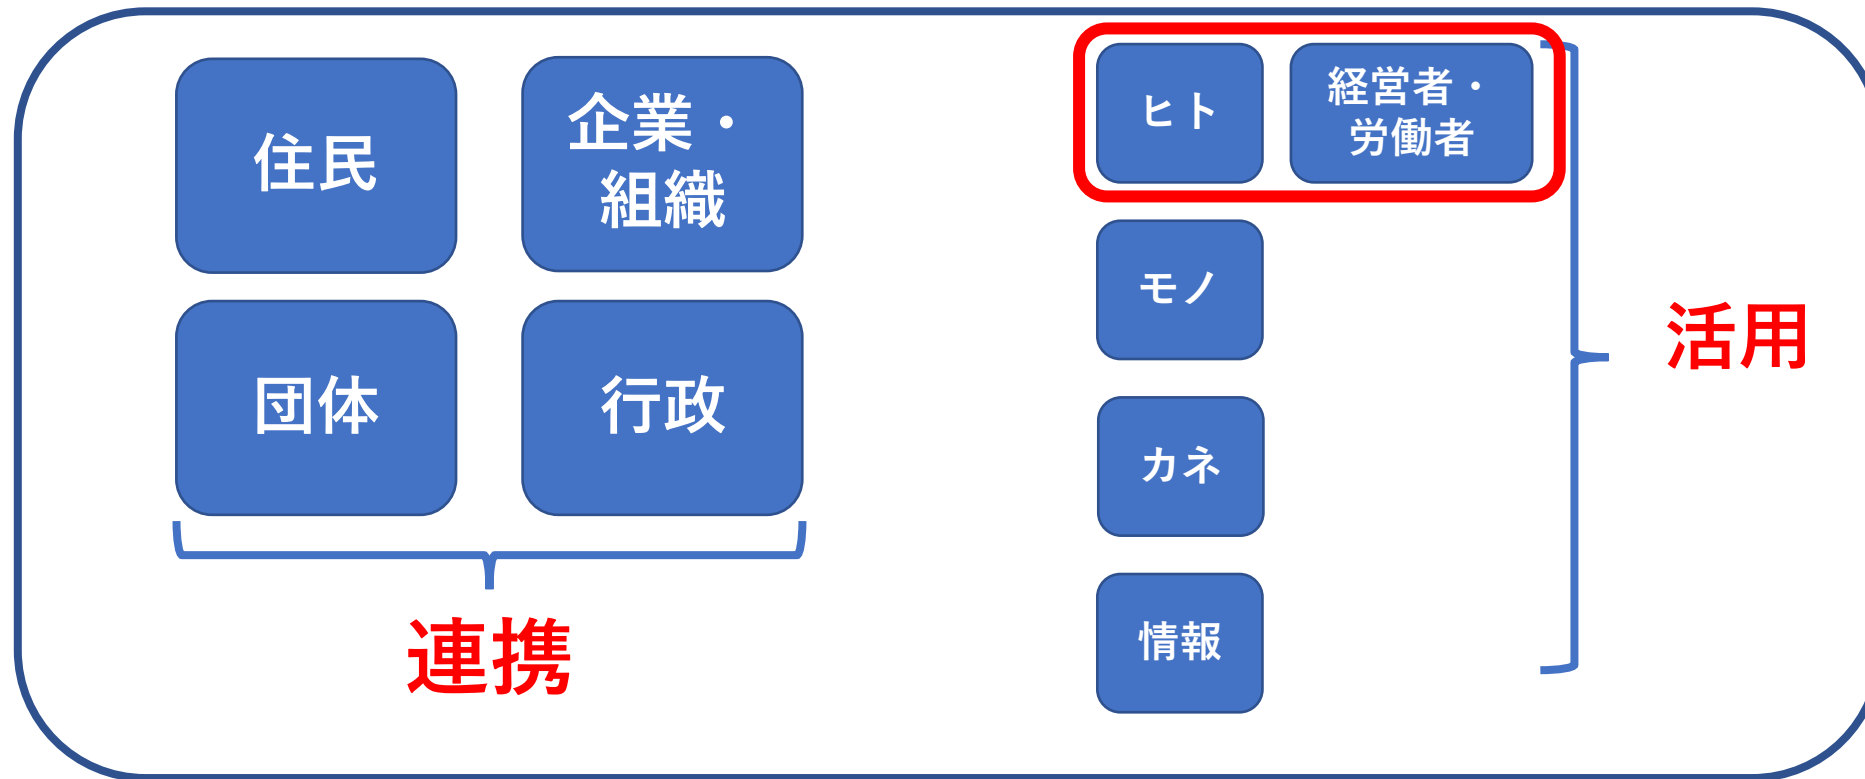 住民
企業・
組織
団体
行政
連携
ヒト
経営者・
労働者
モノ
カネ
情報
活用